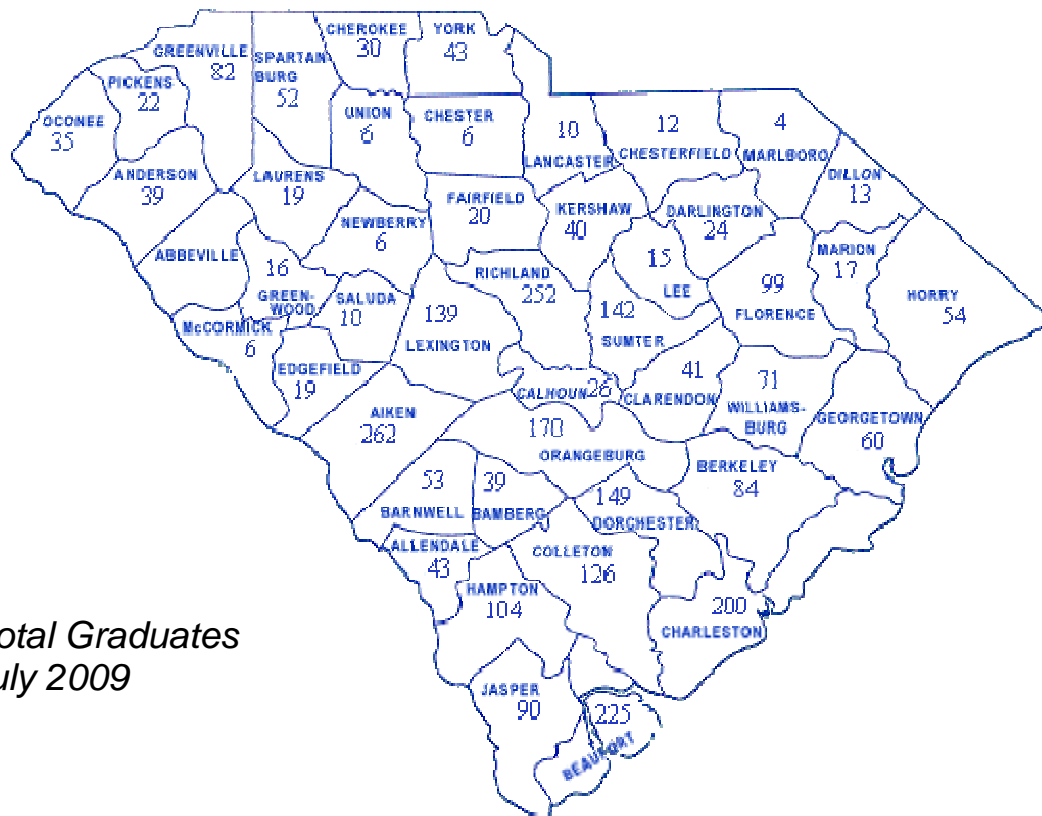 CHEROKEE
30
YORK
43
GREENVILLE
82
SPARTAN-
BURG
52
PICKENS
22
OCONEE
35
UNION
6
CHESTER
6
10
LANCASTER
12
CHESTERFIELD
4
MARLBORO
DILLON
13
ANDERSON
39
LAURENS
19
FAIRFIELD
20
KERSHAW
40
DARLINGTON
24
NEWBERRY
6
ABBEVILLE
16
GREEN-
WOOD
SALUDA
10
RICHLAND
252
15
LEE
MARION
17
99
FLORENCE
HORRY
54
McCORMICK
6
139
LEXINGTON
142
SUMTER
EDGEFIELD
19
CALHOUN 26
41
CLARENDON
WILLIAMS-
BURG
GEORGETOWN
60
AIKEN
262
ORANGEBURG
BERKELEY
84
53
BARNWELL
39
BAMBERG
149
DORCHESTER
ALLENDALE
43
COLLETON
126
HAMPTON
104
200
CHARLESTON
otal Graduates
uly 2009
JASPER
90
225
BEAUFORT